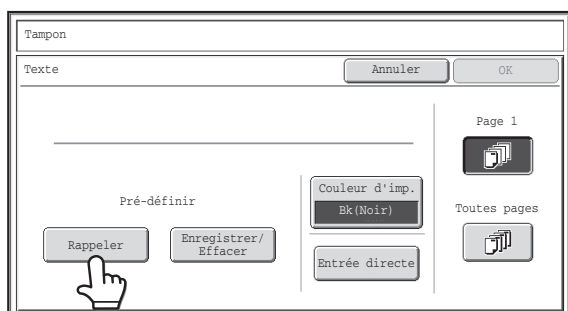 Tampon
Texte
Annuler
OK
Page 1
Pré-définir
Couleur d'imp.
Bk(Noir)
Toutes pages
Rappeler
Enregistrer/
Effacer
Entrée directe